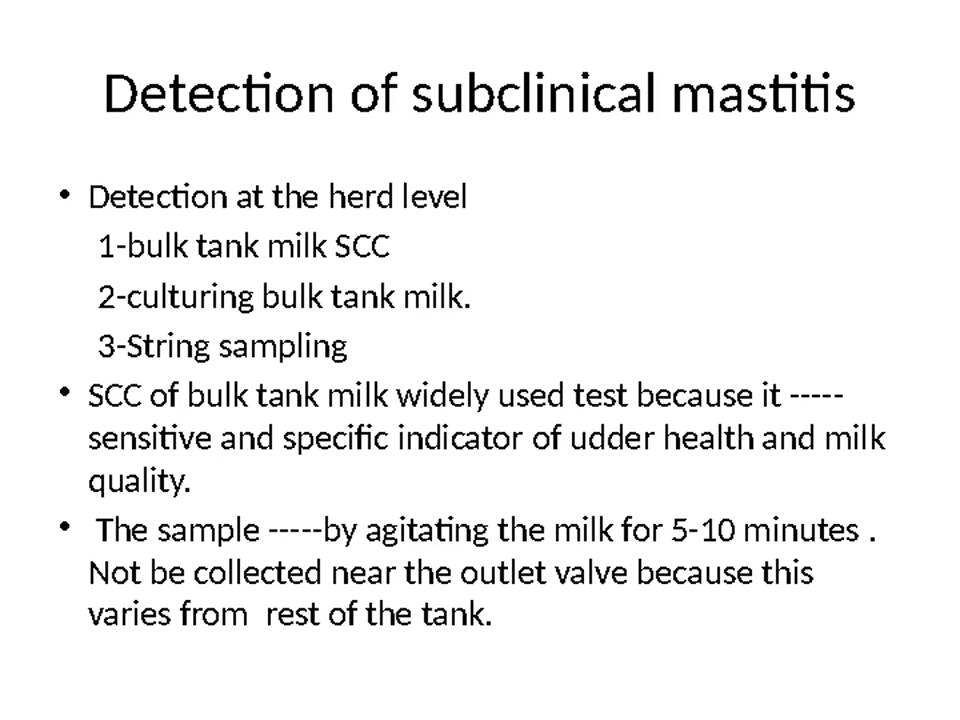 Detection of subclinical mastitis
• Detection at the herd level
1-bulk tank milk SCC
2-culturing bulk tank milk.
3-String sampling
• SCC of bulk tank milk widely used test because it -----
sensitive and specific indicator of udder health and milk
quality.
• The sample -----by agitating the milk for 5-10 minutes .
Not be collected near the outlet valve because this
varies from  rest of the tank.